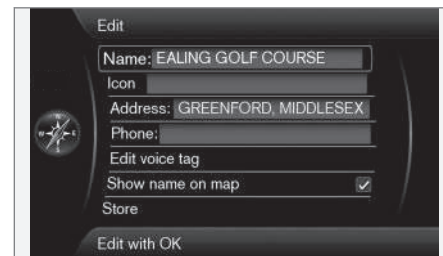 Edit
Name: EALING GOLF COURSE
Icon
Address: GREENFORD, MIDDLESEX
Phone:
Edit voice tag
Show name on map
Store
Edit with OK